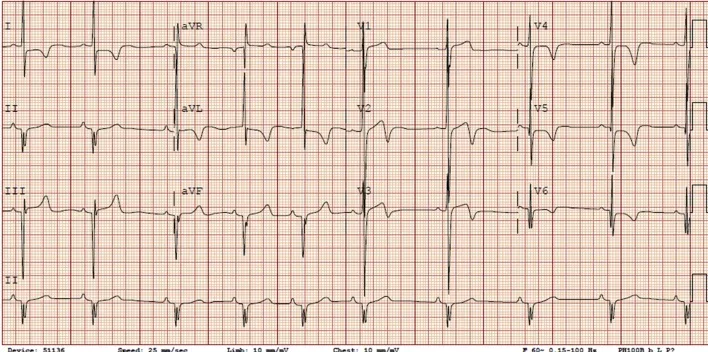 I aVR V1 V4
II aVL V2 V5
III aVF V3 V6
II
Device: 51136 Speed: 25 mm/sec Limb: 10 mm/mV Chest: 10 mm/mV F 60~ 0.15-100 Hz PH100B b L P?